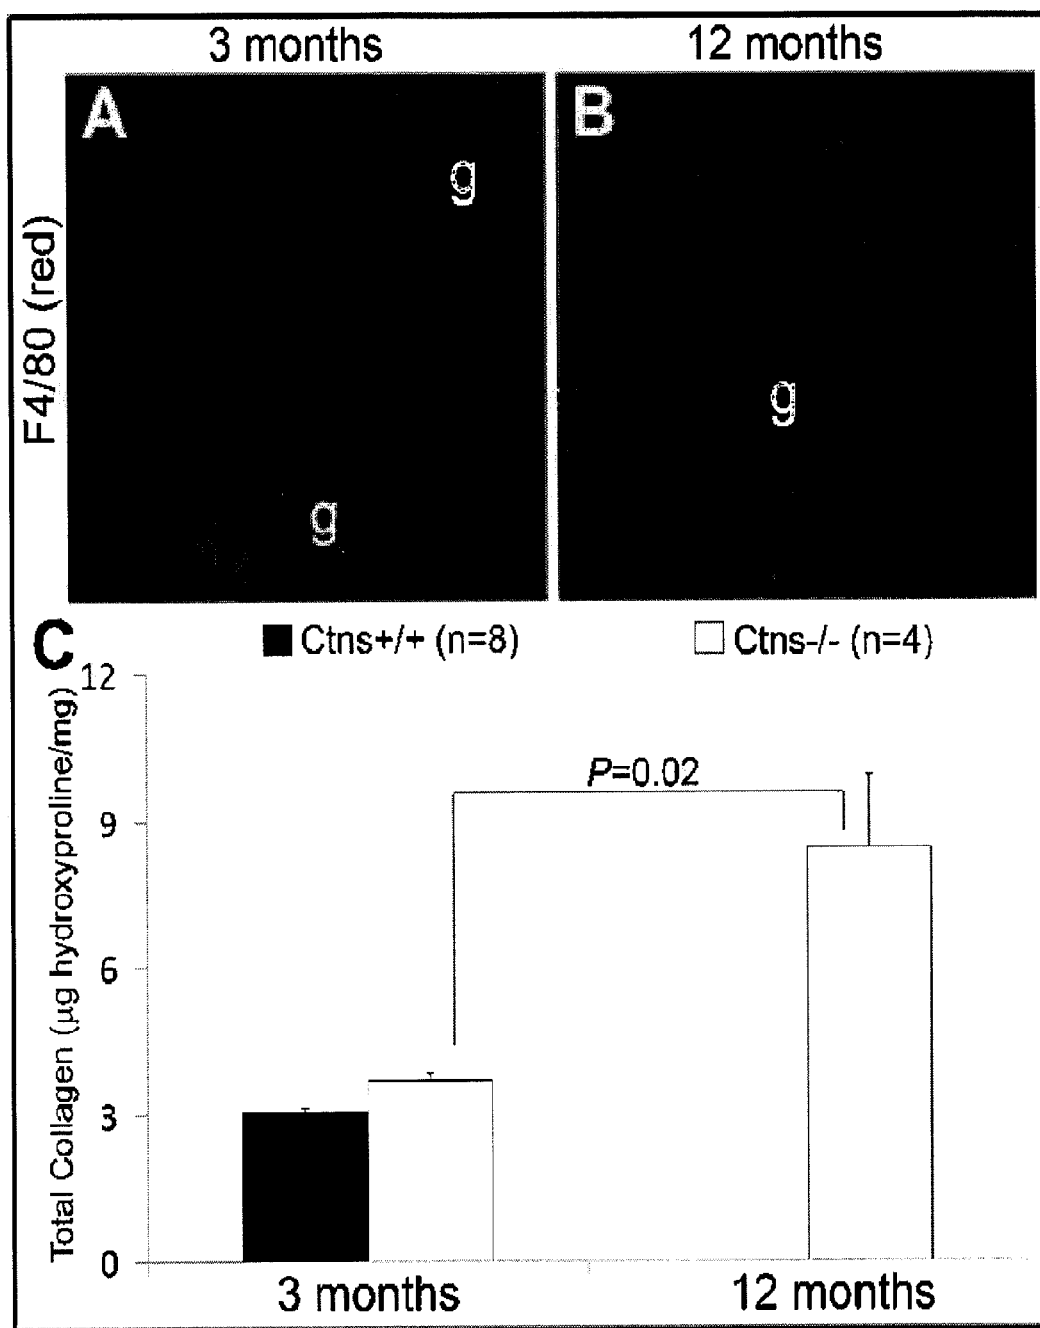 3 months
12 months
F4/80 (red)
A
B
g
g
g
C
Ctns+/+ (n=8)
Ctns-/- (n=4)
Total Collagen (μg hydroxyproline/mg)
12
9
6
3
0
P=0.02
3 months
12 months